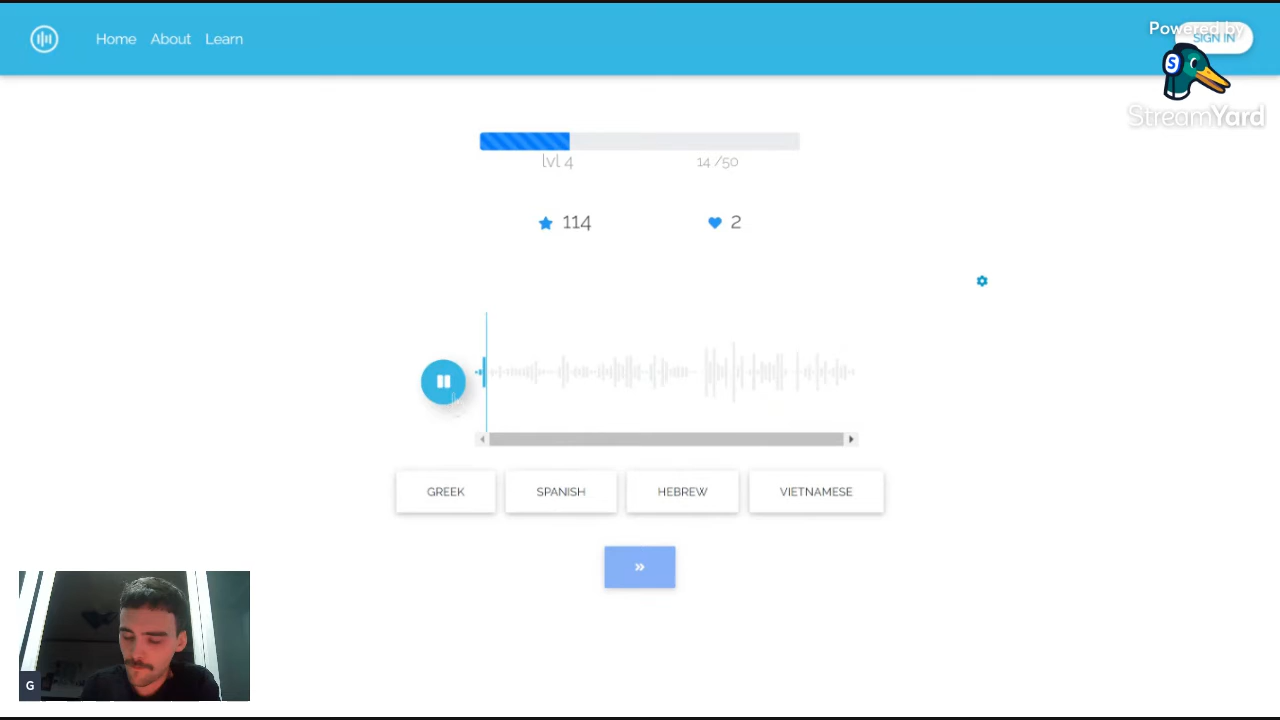 Home About Learn
Powered by
SIGN IN
S
StreamYard
lvl 4 14 /50
114 2
GREEK SPANISH HEBREW VIETNAMESE
»
G